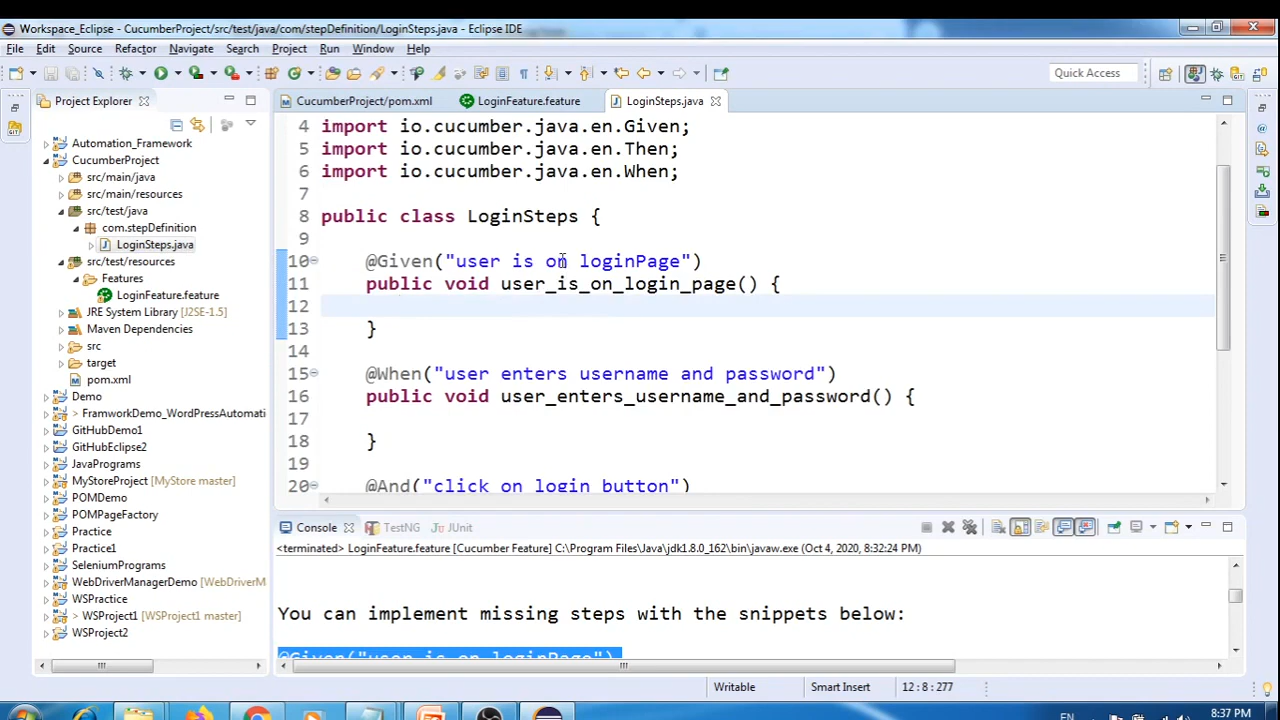 Workspace_Eclipse - CucumberProject/src/test/java/com/stepDefinition/LoginSteps.java - Eclipse IDE
File Edit Source Refactor Navigate Search Project Run Window Help
Quick Access
Project Explorer
CucumberProject/pom.xml LoginFeature.feature LoginSteps.java
Automation_Framework
CucumberProject
src/main/java
src/main/resources
src/test/java
com.stepDefinition
LoginSteps.java
src/test/resources
Features
LoginFeature.feature
JRE System Library [J2SE-1.5]
Maven Dependencies
src
target
pom.xml
Demo
> FramworkDemo_WordPressAutomati
GitHubDemo1
GitHubEclipse2
JavaPrograms
MyStoreProject [MyStore master]
POMDemo
POMPageFactory
Practice
Practice1
SeleniumPrograms
WebDriverManagerDemo [WebDriverM
WSPractice
> WSProject1 [WSProject1 master]
WSProject2
4 import io.cucumber.java.en.Given;
5 import io.cucumber.java.en.Then;
6 import io.cucumber.java.en.When;
7
8 public class LoginSteps {
9
10 @Given("user is on loginPage")
11 public void user_is_on_login_page() {
12
13 }
14
15 @When("user enters username and password")
16 public void user_enters_username_and_password() {
17
18 }
19
20 @And("click on login button")
Console TestNG JUnit
<terminated> LoginFeature.feature [Cucumber Feature] C:\Program Files\Java\jdk1.8.0_162\bin\javaw.exe (Oct 4, 2020, 8:32:24 PM)
You can implement missing steps with the snippets below:
@Given("user is on loginPage")
Writable Smart Insert 12:8:277
EN 8:37 PM